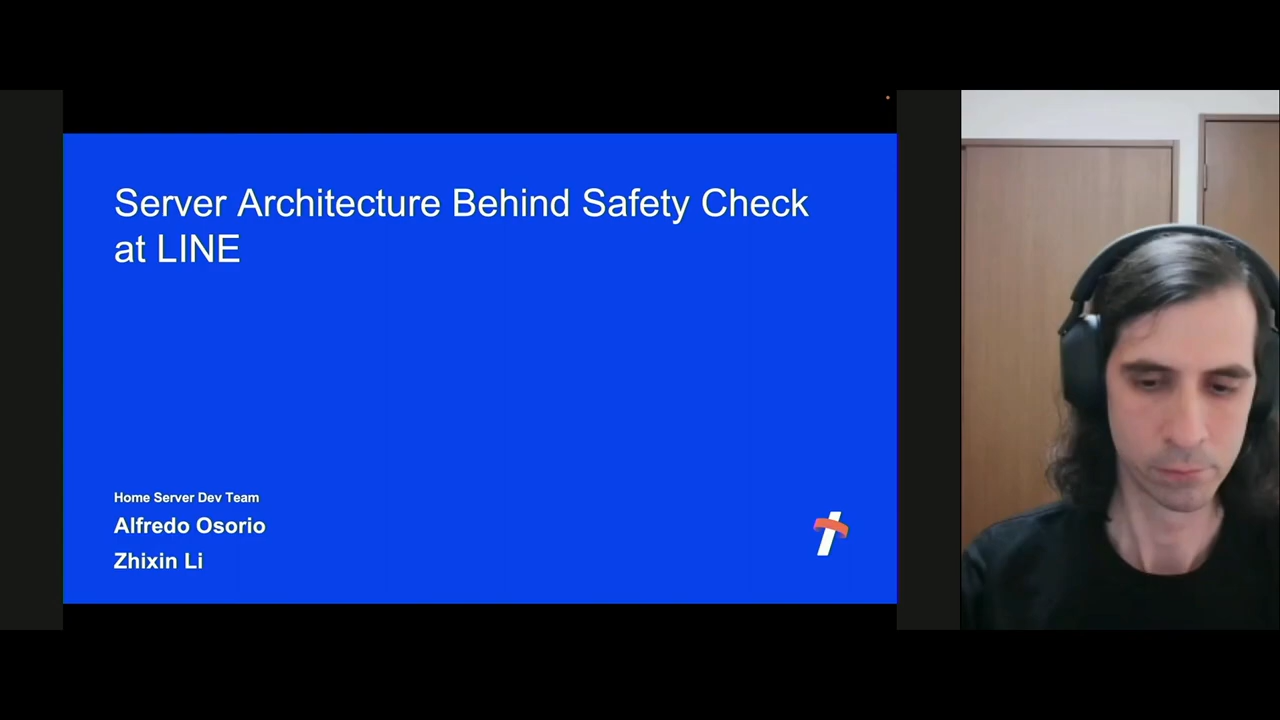 Server Architecture Behind Safety Check
at LINE
Home Server Dev Team
Alfredo Osorio
Zhixin Li